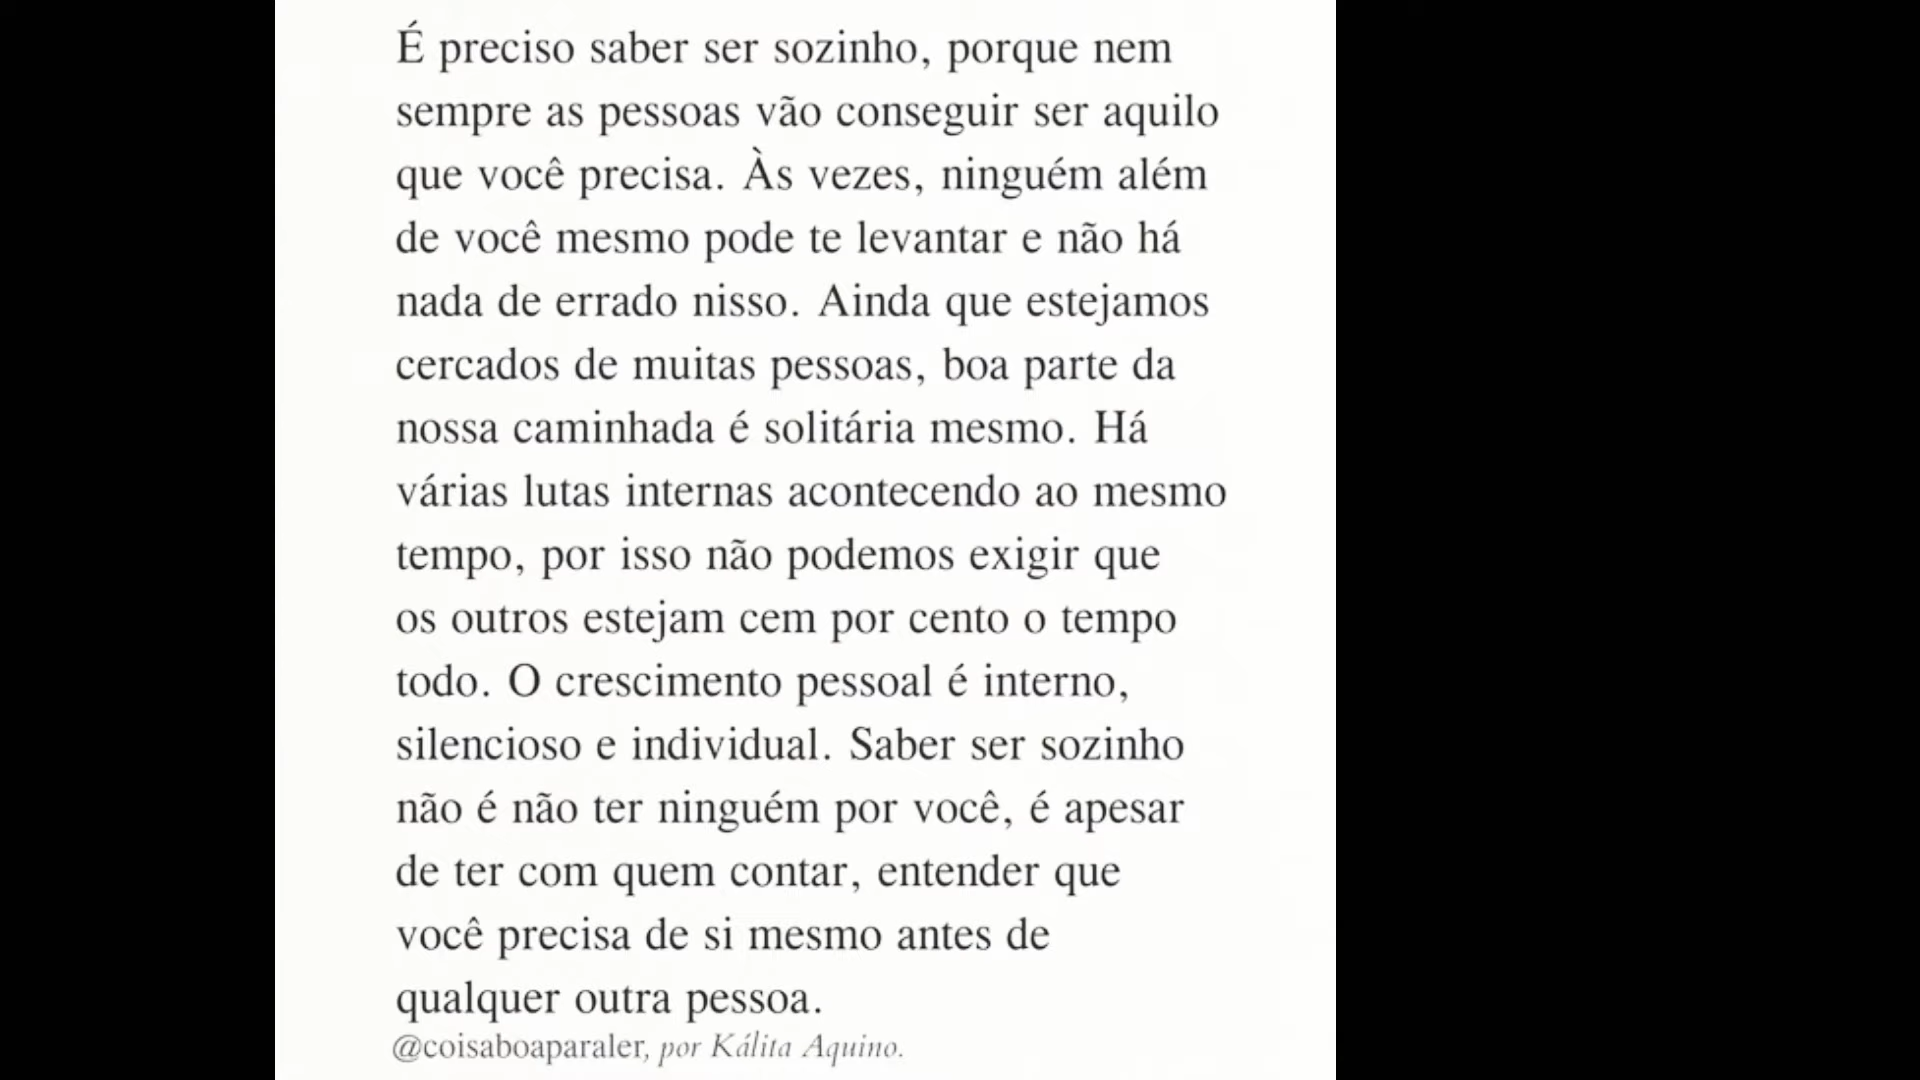 É preciso saber ser sozinho, porque nem
sempre as pessoas vão conseguir ser aquilo
que você precisa. Às vezes, ninguém além
de você mesmo pode te levantar e não há
nada de errado nisso. Ainda que estejamos
cercados de muitas pessoas, boa parte da
nossa caminhada é solitária mesmo. Há
várias lutas internas acontecendo ao mesmo
tempo, por isso não podemos exigir que
os outros estejam cem por cento o tempo
todo. O crescimento pessoal é interno,
silencioso e individual. Saber ser sozinho
não é não ter ninguém por você, é apesar
de ter com quem contar, entender que
você precisa de si mesmo antes de
qualquer outra pessoa.
@coisaboaparaler, por Kálita Aquino.